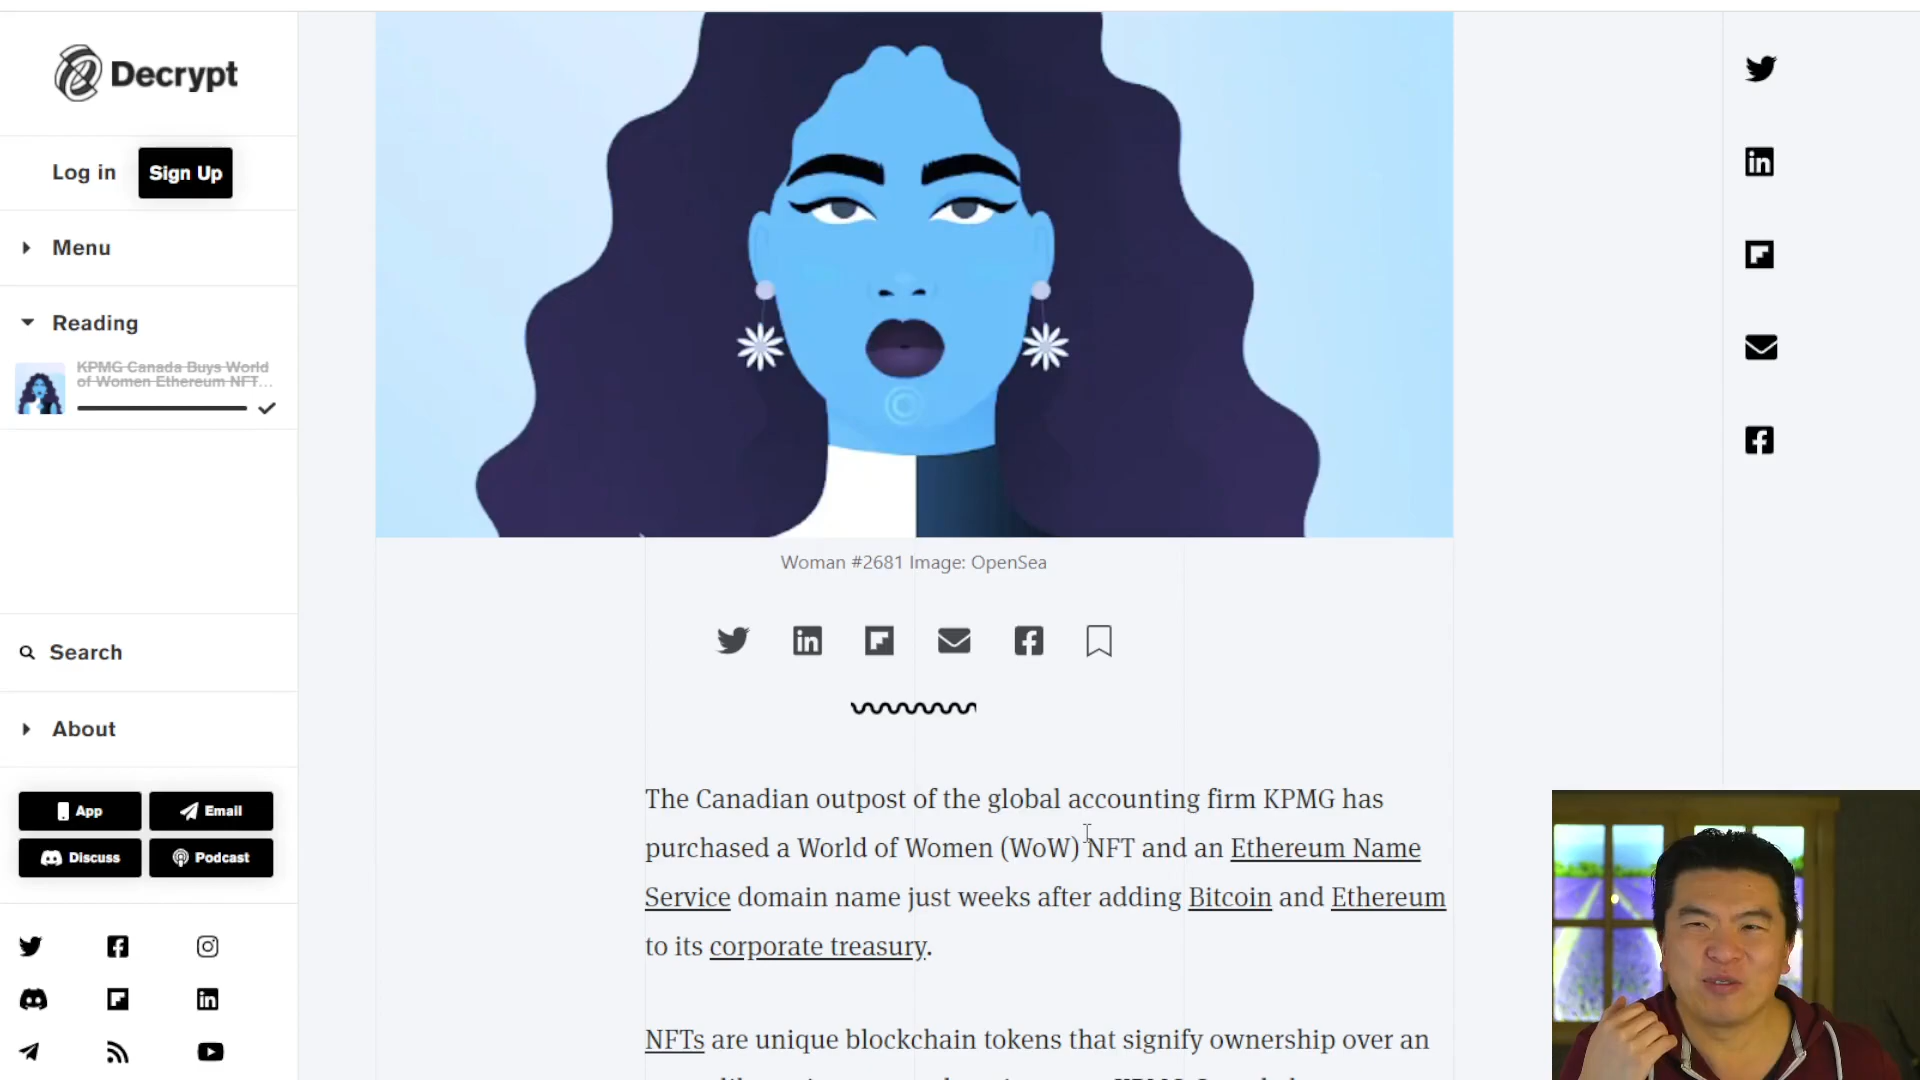 Decrypt
Log in
Sign Up
Menu
Reading
KPMG Canada Buys World
of Women Ethereum NFT...
Search
About
App
Email
Discuss
Podcast
©
Woman #2681 Image: OpenSea
The Canadian outpost of the global accounting firm KPMG has
purchased a World of Women (WoW) NFT and an Ethereum Name
Service domain name just weeks after adding Bitcoin and Ethereum
to its corporate treasury.
NFTs are unique blockchain tokens that signify ownership over an